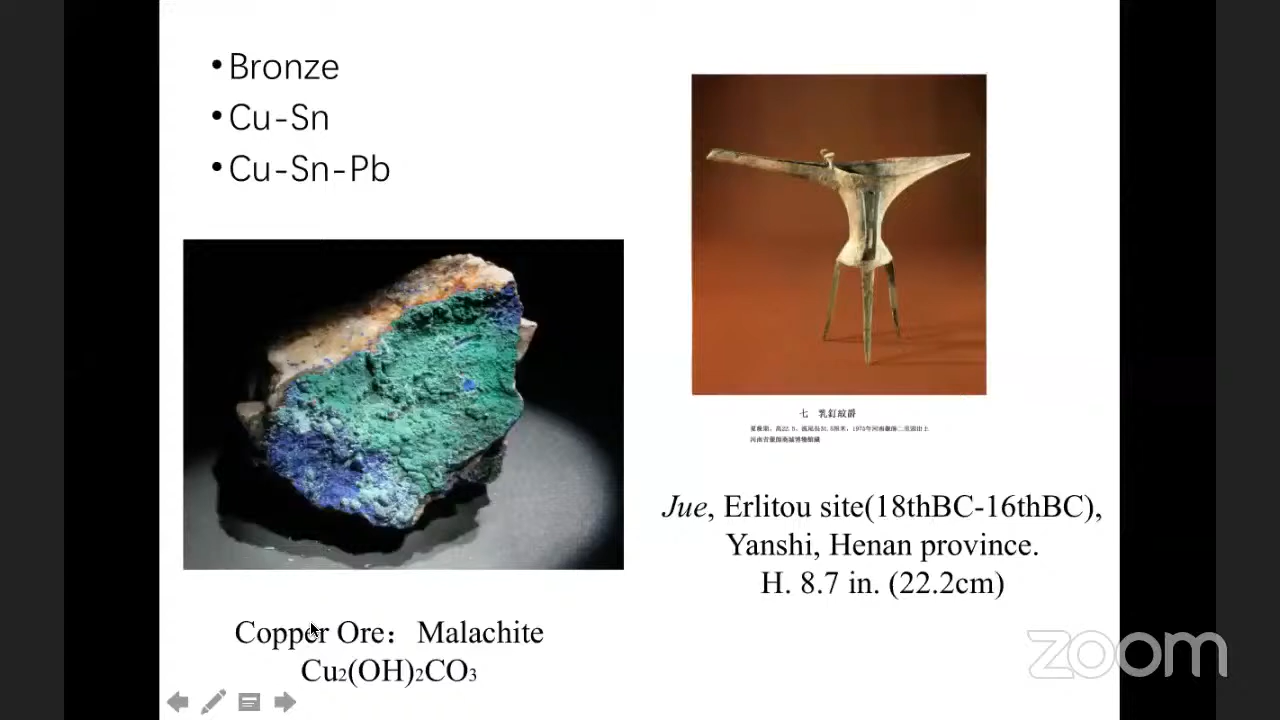 •Bronze
•Cu-Sn
•Cu-Sn-Pb
七 乳釘紋爵
Jue, Erlitou site(18thBC-16thBC),
Yanshi, Henan province.
H. 8.7 in. (22.2cm)
Copper Ore： Malachite
Cu2(OH)2CO3
zoom